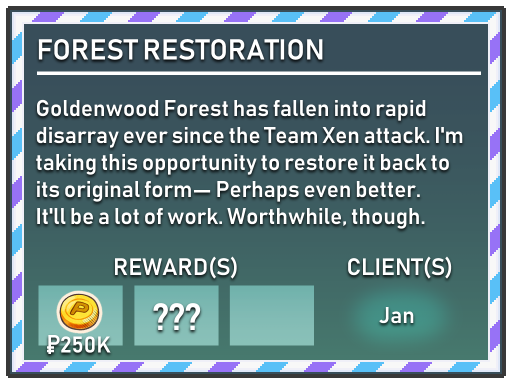 FOREST RESTORATION
Goldenwood Forest has fallen into rapid
disarray ever since the Team Xen attack. I'm
taking this opportunity to restore it back to
its original form— Perhaps even better.
It'll be a lot of work. Worthwhile, though.
REWARD(S) CLIENT(S)
P
??? Jan
₽250K